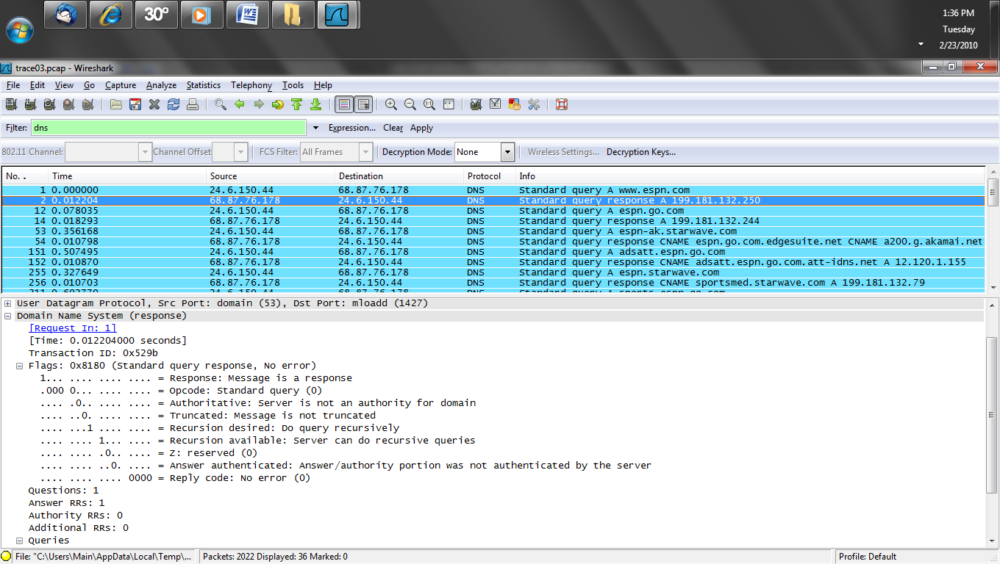 30°
1:36 PM
Tuesday
2/23/2010
trace03.pcap - Wireshark
File Edit View Go Capture Analyze Statistics Telephony Tools Help
Filter: dns Expression... Clear Apply
802.11 Channel: Channel Offset FCS Filter: All Frames Decryption Mode: None Wireless Settings... Decryption Keys...
No. . Time Source Destination Protocol Info
1 0.000000 24.6.150.44 68.87.76.178 DNS Standard query A www.espn.com
2 0.012204 68.87.76.178 24.6.150.44 DNS Standard query response A 199.181.132.250
12 0.078035 24.6.150.44 68.87.76.178 DNS Standard query A espn.go.com
14 0.018293 68.87.76.178 24.6.150.44 DNS Standard query response A 199.181.132.244
53 0.356168 24.6.150.44 68.87.76.178 DNS Standard query A espn-ak.starwave.com
54 0.010798 68.87.76.178 24.6.150.44 DNS Standard query response CNAME espn.go.com.edgesuite.net CNAME a200.g.akamai.net
151 0.507495 24.6.150.44 68.87.76.178 DNS Standard query A adsatt.espn.go.com
152 0.010870 68.87.76.178 24.6.150.44 DNS Standard query response CNAME adsatt.espn.go.com.att-idns.net A 12.120.1.155
255 0.327649 24.6.150.44 68.87.76.178 DNS Standard query A espn.starwave.com
256 0.010703 68.87.76.178 24.6.150.44 DNS Standard query response CNAME sportsmed.starwave.com A 199.181.132.79
User Datagram Protocol, Src Port: domain (53), Dst Port: mloadd (1427)
Domain Name System (response)
[Request In: 1]
[Time: 0.012204000 seconds]
Transaction ID: 0x529b
Flags: 0x8180 (Standard query response, No error)
1... .... .... .... = Response: Message is a response
.000 0... .... .... = Opcode: Standard query (0)
.... .0.. .... .... = Authoritative: Server is not an authority for domain
.... ..0. .... .... = Truncated: Message is not truncated
.... ...1 .... .... = Recursion desired: Do query recursively
.... .... 1... .... = Recursion available: Server can do recursive queries
.... .... .0.. .... = Z: reserved (0)
.... .... ..0. .... = Answer authenticated: Answer/authority portion was not authenticated by the server
.... .... .... 0000 = Reply code: No error (0)
Questions: 1
Answer RRs: 1
Authority RRs: 0
Additional RRs: 0
Queries
File: "C:\Users\Main\AppData\Local\Temp\... Packets: 2022 Displayed: 36 Marked: 0 Profile: Default